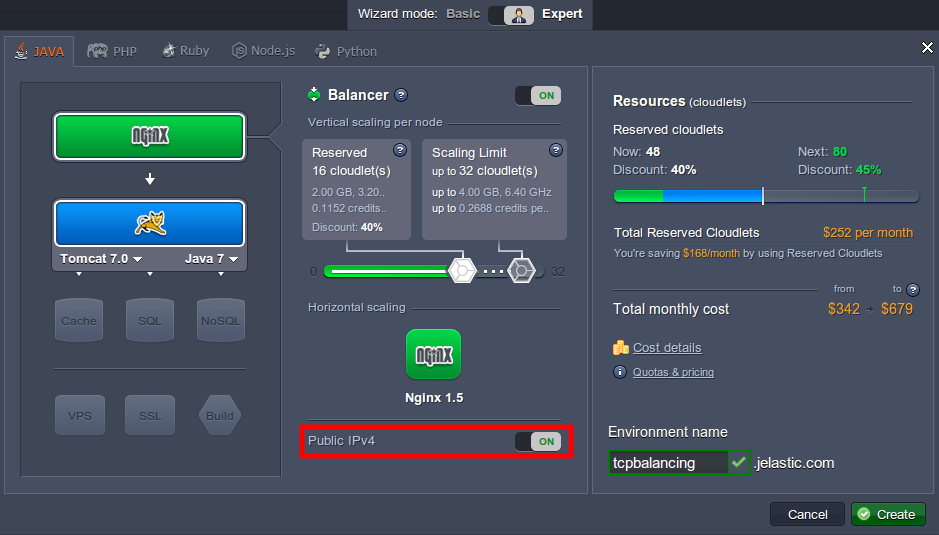 Wizard mode: Basic Expert
JAVA PHP Ruby Node.js Python
NGINX
Tomcat 7.0 Java 7
Cache SQL NoSQL
VPS SSL Build
Balancer ? ON
Vertical scaling per node
Reserved ?
16 cloudlet(s)
2.00 GB, 3.20..
0.1152 credits..
Discount: 40%
Scaling Limit ?
up to 32 cloudlet(s)
up to 4.00 GB, 6.40 GHz
up to 0.2688 credits pe..
0 32
Horizontal scaling
NGINX
Nginx 1.5
Public IPv4 ON
Resources (cloudlets)
Reserved cloudlets
Now: 48 Next: 80
Discount: 40% Discount: 45%
Total Reserved Cloudlets $252 per month
You're saving $168/month by using Reserved Cloudlets
from to ?
Total monthly cost $342 $679
Cost details
Quotas & pricing
Environment name
tcpbalancing .jelastic.com
Cancel Create